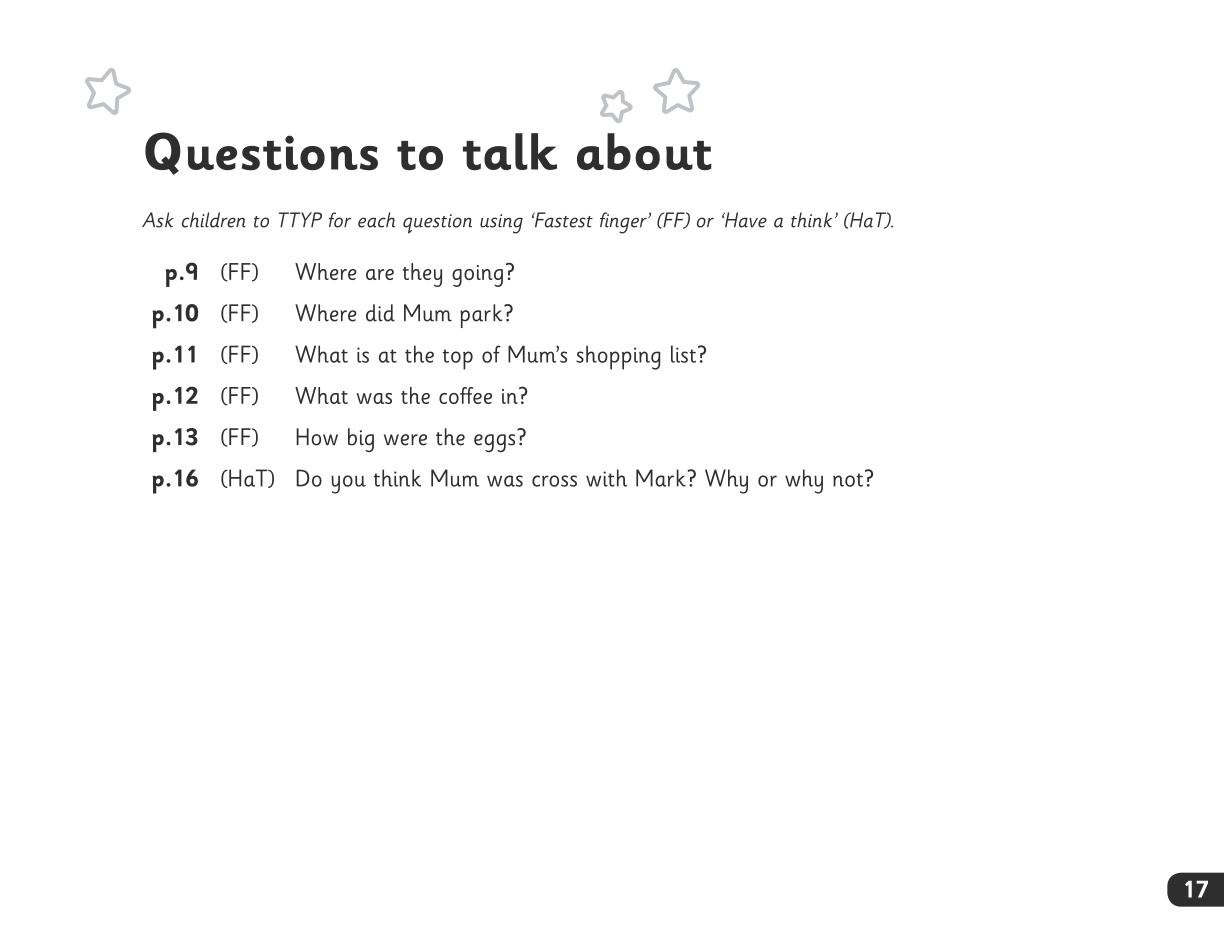 Questions to talk about
Ask children to TTYP for each question using ‘Fastest finger’ (FF) or ‘Have a think’ (HaT).
p.9 (FF) Where are they going?
p.10 (FF) Where did Mum park?
p.11 (FF) What is at the top of Mum’s shopping list?
p.12 (FF) What was the coffee in?
p.13 (FF) How big were the eggs?
p.16 (HaT) Do you think Mum was cross with Mark? Why or why not?
17